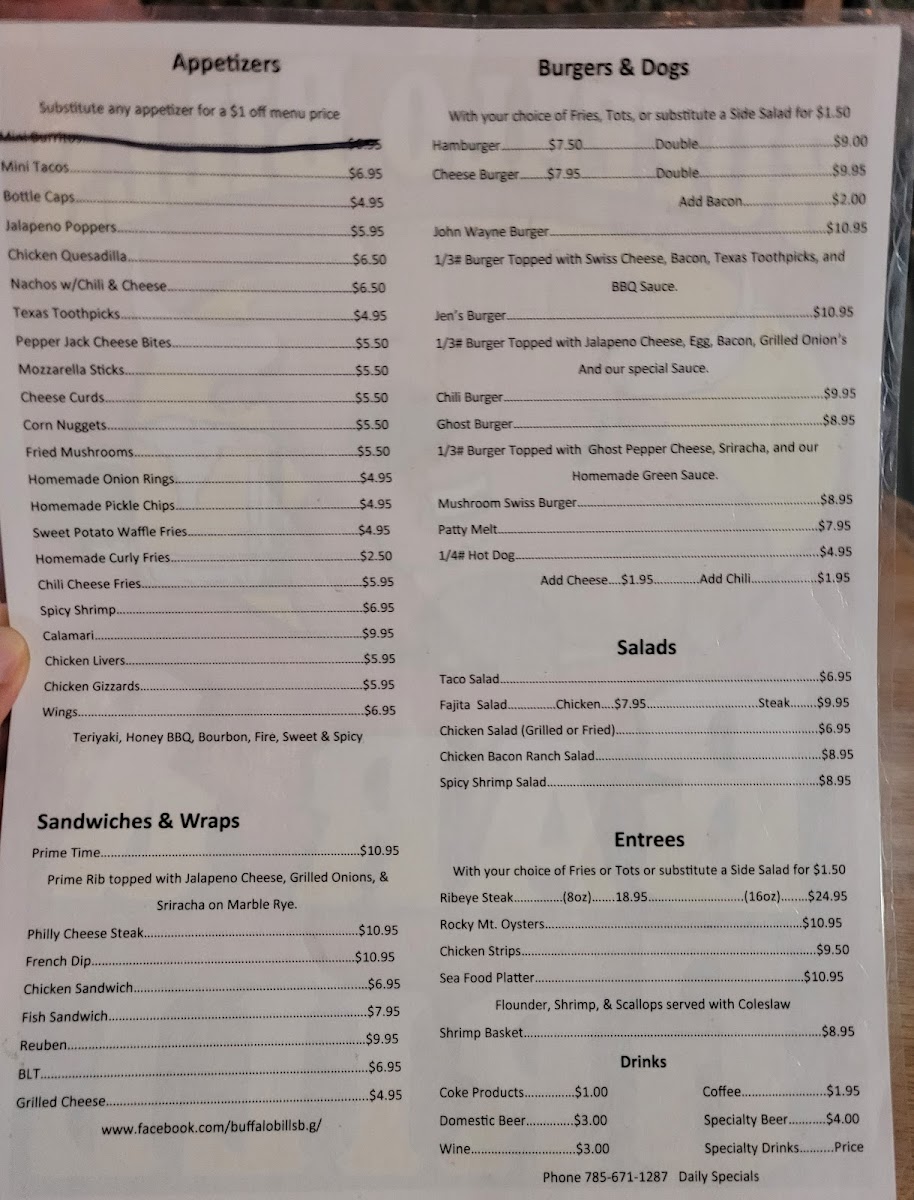 Appetizers
Substitute any appetizer for a $1 off menu price
Mini Tacos $6.95
Bottle Caps $4.95
Jalapeno Poppers $5.95
Chicken Quesadilla $6.50
Nachos w/Chili & Cheese $6.50
Texas Toothpicks $4.95
Pepper Jack Cheese Bites $5.50
Mozzarella Sticks $5.50
Cheese Curds $5.50
Corn Nuggets $5.50
Fried Mushrooms $5.50
Homemade Onion Rings $4.95
Homemade Pickle Chips $4.95
Sweet Potato Waffle Fries $4.95
Homemade Curly Fries $2.50
Chili Cheese Fries $5.95
Spicy Shrimp $6.95
Calamari $9.95
Chicken Livers $5.95
Chicken Gizzards $5.95
Wings $6.95
Teriyaki, Honey BBQ, Bourbon, Fire, Sweet & Spicy
Sandwiches & Wraps
Prime Time $10.95
Prime Rib topped with Jalapeno Cheese, Grilled Onions, &
Sriracha on Marble Rye.
Philly Cheese Steak $10.95
French Dip $10.95
Chicken Sandwich $6.95
Fish Sandwich $7.95
Reuben $9.95
BLT $6.95
Grilled Cheese $4.95
www.facebook.com/buffalobillsb.g/
Burgers & Dogs
With your choice of Fries, Tots, or substitute a Side Salad for $1.50
Hamburger $7.50 Double $9.00
Cheese Burger $7.95 Double $9.95
Add Bacon $2.00
John Wayne Burger $10.95
1/3# Burger Topped with Swiss Cheese, Bacon, Texas Toothpicks, and
BBQ Sauce.
Jen's Burger $10.95
1/3# Burger Topped with Jalapeno Cheese, Egg, Bacon, Grilled Onion's
And our special Sauce.
Chili Burger $9.95
Ghost Burger $8.95
1/3# Burger Topped with Ghost Pepper Cheese, Sriracha, and our
Homemade Green Sauce.
Mushroom Swiss Burger $8.95
Patty Melt $7.95
1/4# Hot Dog $4.95
Add Cheese $1.95 Add Chili $1.95
Salads
Taco Salad $6.95
Fajita Salad Chicken $7.95 Steak $9.95
Chicken Salad (Grilled or Fried) $6.95
Chicken Bacon Ranch Salad $8.95
Spicy Shrimp Salad $8.95
Entrees
With your choice of Fries or Tots or substitute a Side Salad for $1.50
Ribeye Steak (8oz) 18.95 (16oz) $24.95
Rocky Mt. Oysters $10.95
Chicken Strips $9.50
Sea Food Platter $10.95
Flounder, Shrimp, & Scallops served with Coleslaw
Shrimp Basket $8.95
Drinks
Coke Products $1.00 Coffee $1.95
Domestic Beer $3.00 Specialty Beer $4.00
Wine $3.00 Specialty Drinks Price
Phone 785-671-1287 Daily Specials